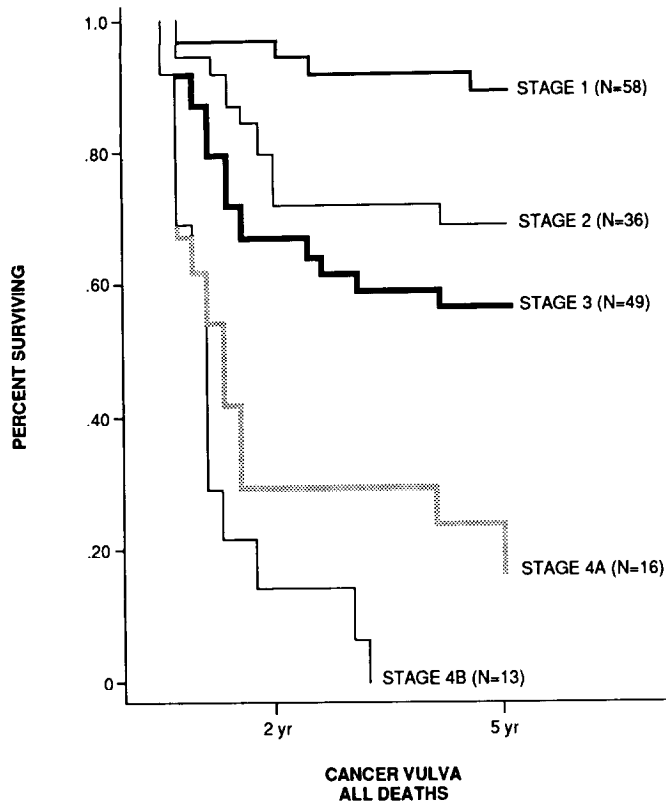 1.0
STAGE 1 (N=58)
.80
STAGE 2 (N=36)
PERCENT SURVIVING
.60
STAGE 3 (N=49)
.40
.20
STAGE 4A (N=16)
0
STAGE 4B (N=13)
2 yr
5 yr
CANCER VULVA
ALL DEATHS